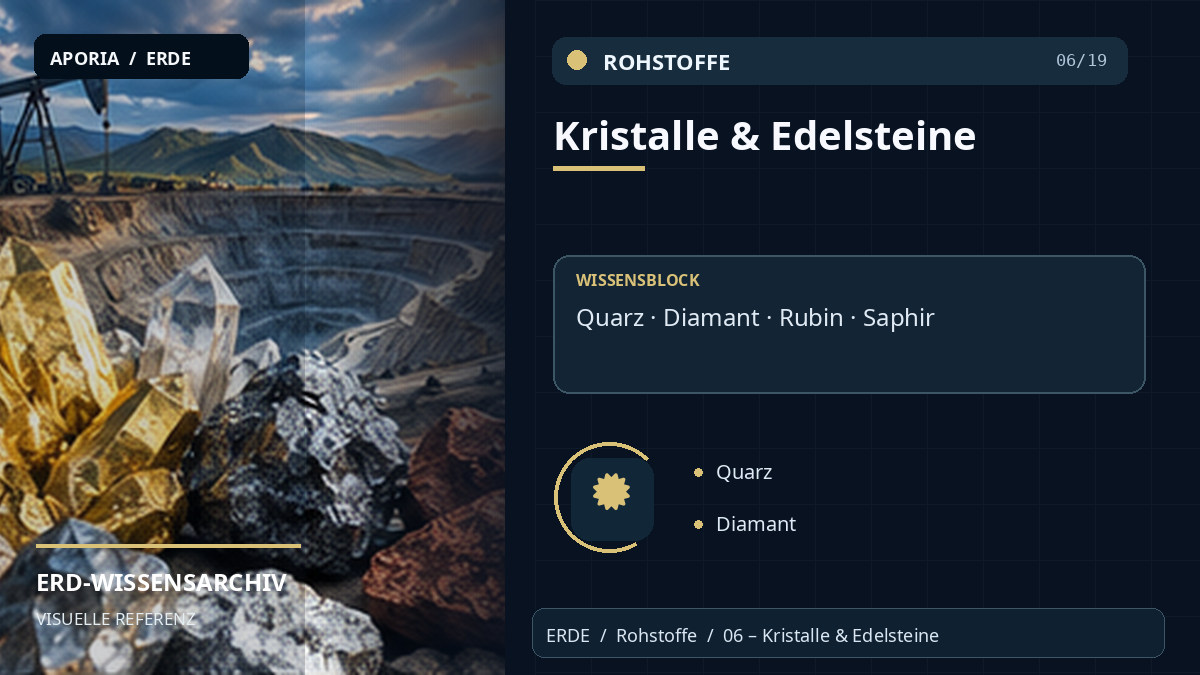 APORIA / ERDE
ERD-WISSENSARCHIV
VISUELLE REFERENZ
ROHSTOFFE
06/19
Kristalle & Edelsteine
WISSENSBLOCK
Quarz · Diamant · Rubin · Saphir
Quarz
Diamant
ERDE / Rohstoffe / 06 – Kristalle & Edelsteine